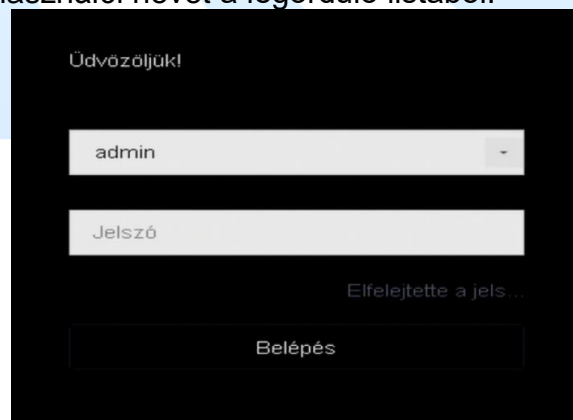 nevet a legördülő listából.
Üdvözöljük!
admin
Jelszó
Elfelejtette a jels...
Belépés